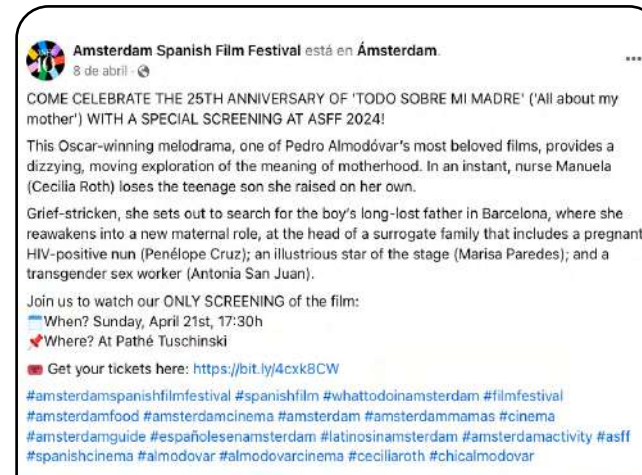 Amsterdam Spanish Film Festival está en Ámsterdam.
8 de abril ·
COME CELEBRATE THE 25TH ANNIVERSARY OF 'TODO SOBRE MI MADRE' ('All about my
mother') WITH A SPECIAL SCREENING AT ASFF 2024!
This Oscar-winning melodrama, one of Pedro Almodóvar's most beloved films, provides a
dizzying, moving exploration of the meaning of motherhood. In an instant, nurse Manuela
(Cecilia Roth) loses the teenage son she raised on her own.
Grief-stricken, she sets out to search for the boy's long-lost father in Barcelona, where she
reawakens into a new maternal role, at the head of a surrogate family that includes a pregnant
HIV-positive nun (Penélope Cruz); an illustrious star of the stage (Marisa Paredes); and a
transgender sex worker (Antonia San Juan).
Join us to watch our ONLY SCREENING of the film:
When? Sunday, April 21st, 17:30h
Where? At Pathé Tuschinski
Get your tickets here: https://bit.ly/4cxk8CW
#amsterdamspanishfilmfestival #spanishfilm #whattodoinamsterdam #filmfestival
#amsterdamfood #amsterdamcinema #amsterdam #amsterdammamas #cinema
#amsterdamguide #españolesenamsterdam #latinosinamsterdam #amsterdamactivity #asff
#spanishcinema #almodovar #almodovarcinema #ceciliaroth #chicalmodovar